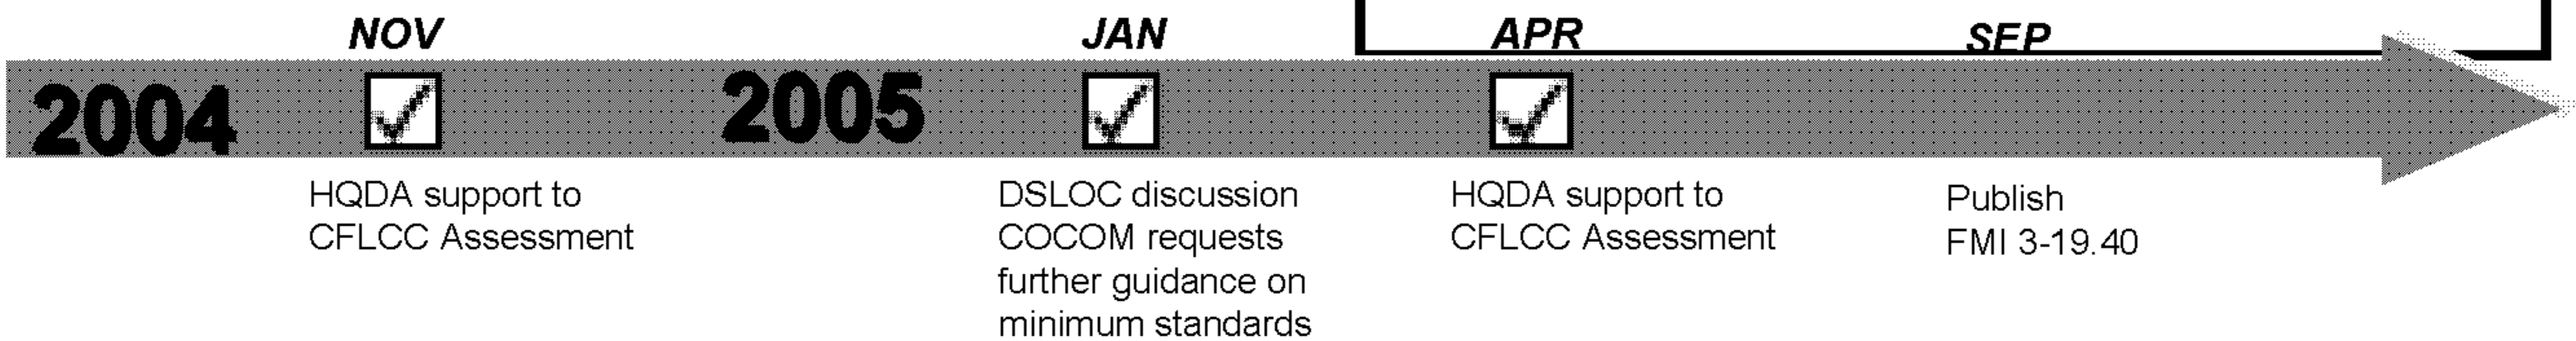 NOV JAN APR SEP
2004 2005
HQDA support to
CFLCC Assessment
DSLOC discussion
COCOM requests
further guidance on
minimum standards
HQDA support to
CFLCC Assessment
Publish
FMI 3-19.40